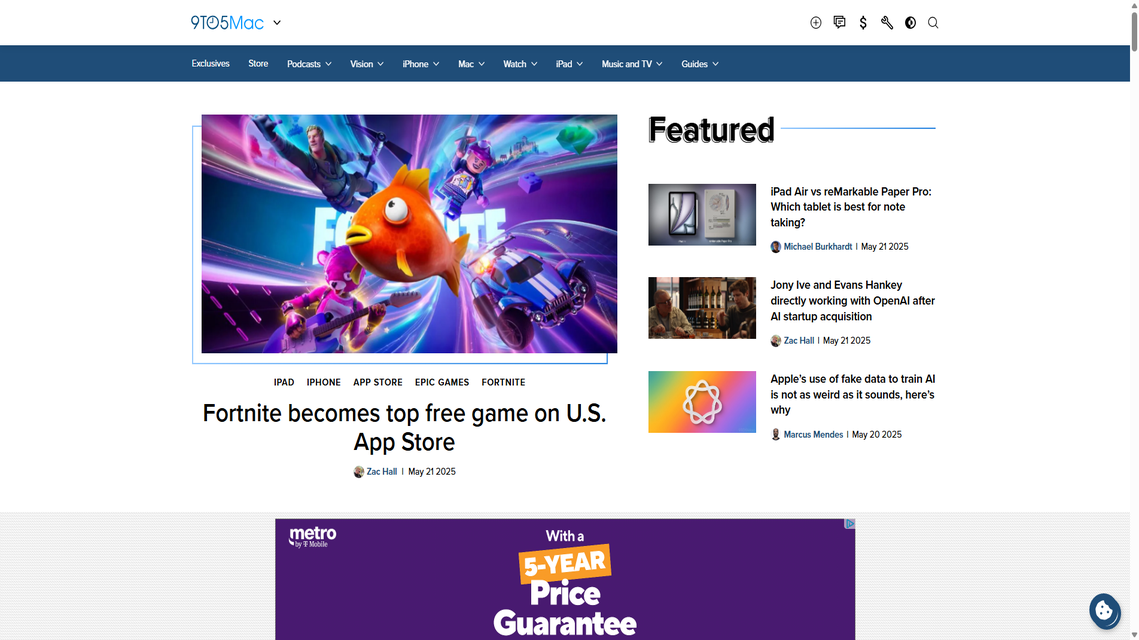 9TO5Mac
Exclusives
Store
Podcasts
Vision
iPhone
Mac
Watch
iPad
Music and TV
Guides
Featured
iPad Air vs reMarkable Paper Pro:
Which tablet is best for note
taking?
Michael Burkhardt | May 21 2025
Jony Ive and Evans Hankey
directly working with OpenAI after
AI startup acquisition
Zac Hall | May 21 2025
Apple's use of fake data to train AI
is not as weird as it sounds, here's
why
Marcus Mendes | May 20 2025
IPAD IPHONE APP STORE EPIC GAMES FORTNITE
Fortnite becomes top free game on U.S.
App Store
Zac Hall | May 21 2025
metro
by T Mobile
With a
5-YEAR
Price
Guarantee